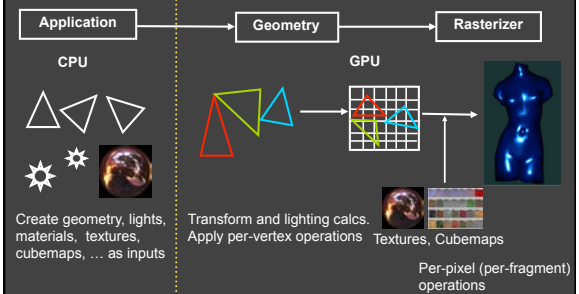 Application
Geometry
Rasterizer
CPU
GPU
Create geometry, lights,
materials, textures,
cubemaps, … as inputs
Transform and lighting calcs.
Apply per-vertex operations
Textures, Cubemaps
Per-pixel (per-fragment)
operations